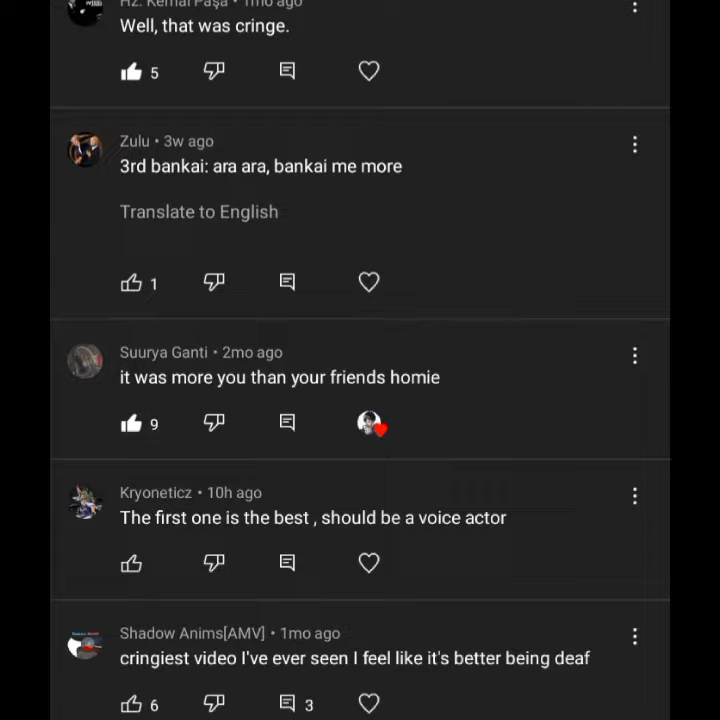 Hz. Kemal Paşa • 1mo ago
Well, that was cringe.
5
Zulu • 3w ago
3rd bankai: ara ara, bankai me more
Translate to English
1
Suurya Ganti • 2mo ago
it was more you than your friends homie
9
Kryoneticz • 10h ago
The first one is the best , should be a voice actor
Shadow Anims[AMV] • 1mo ago
cringiest video I've ever seen I feel like it's better being deaf
6 3